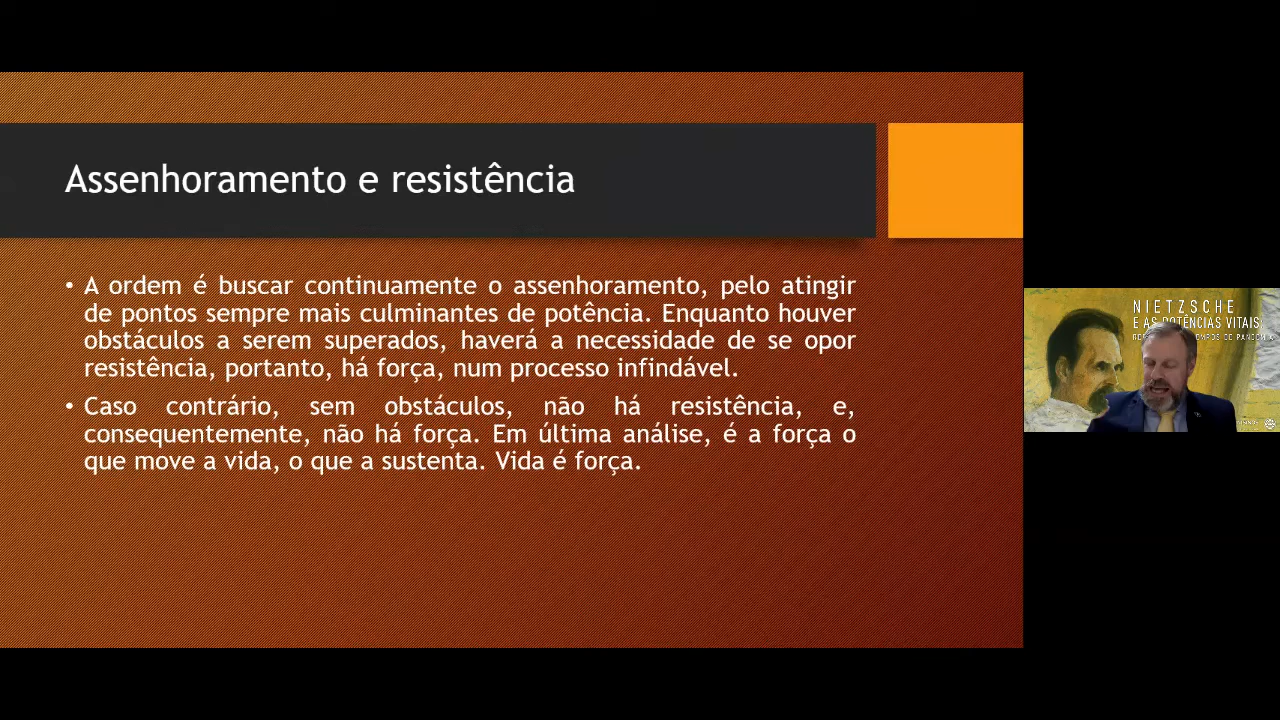 Assenhoramento e resistência
• A ordem é buscar continuamente o assenhoramento, pelo atingir
de pontos sempre mais culminantes de potência. Enquanto houver
obstáculos a serem superados, haverá a necessidade de se opor
resistência, portanto, há força, num processo infindável.
• Caso contrário, sem obstáculos, não há resistência, e,
consequentemente, não há força. Em última análise, é a força o
que move a vida, o que a sustenta. Vida é força.
NIETZSCHE
E AS POTÊNCIAS VITAIS
DE PANDEMIA